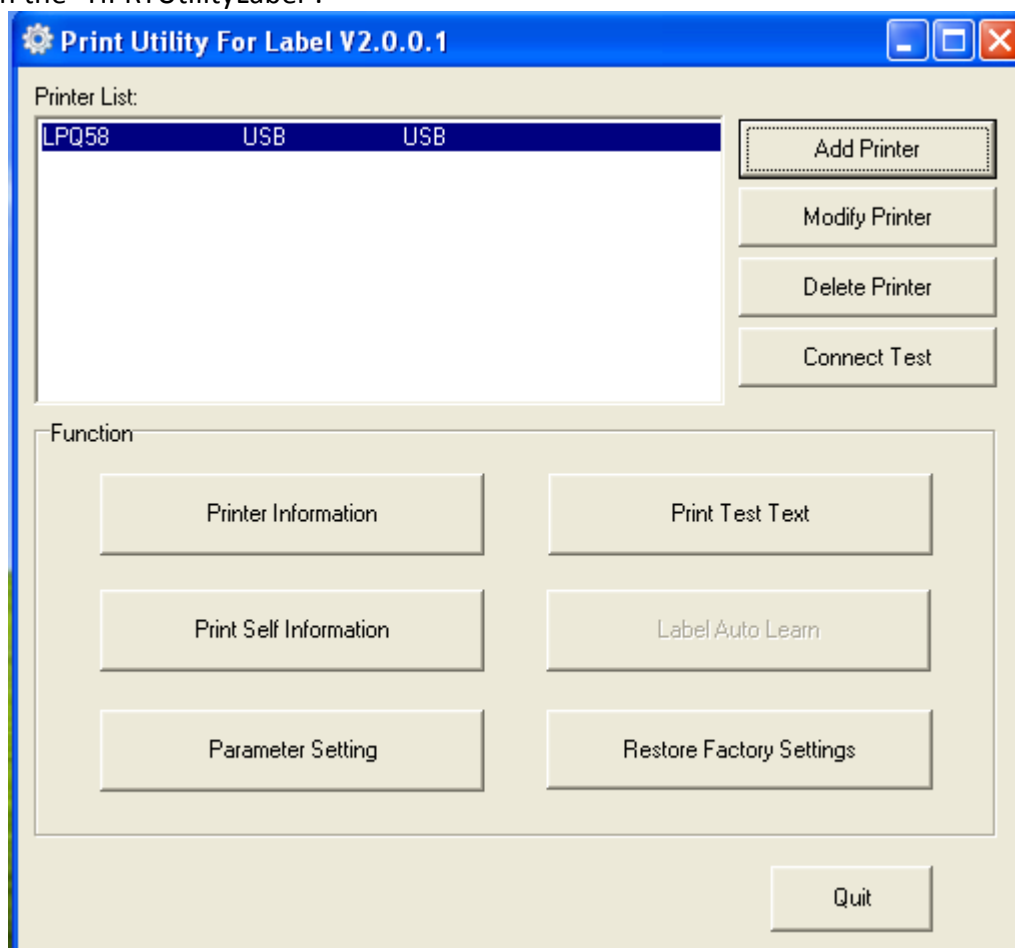 the
Print Utility For Label V2.0.0.1
Printer List:
LPQ58 USB USB
Add Printer
Modify Printer
Delete Printer
Connect Test
Function
Printer Information
Print Test Text
Print Self Information
Label Auto Learn
Parameter Setting
Restore Factory Settings
Quit